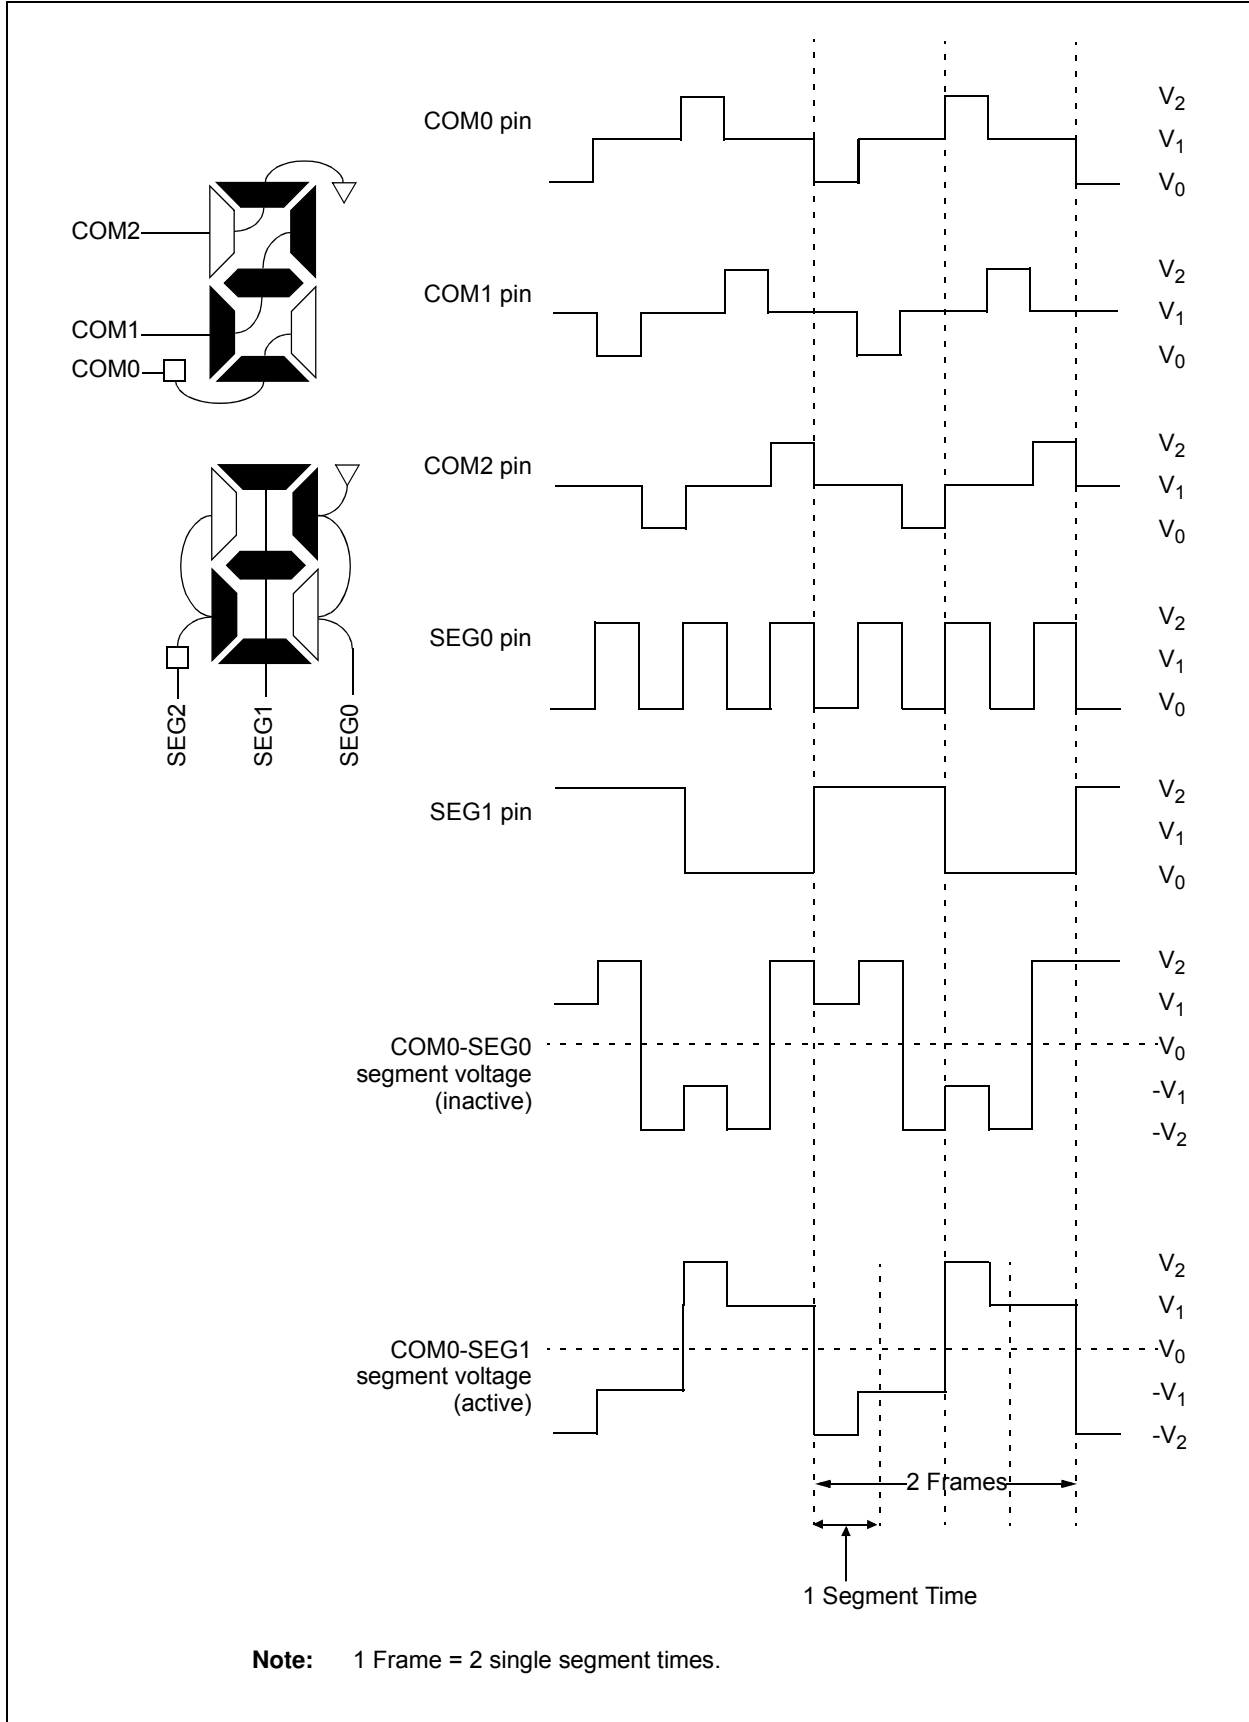 COM0 pin
V2
V1
V0
COM2
COM1
COM0
COM1 pin
V2
V1
V0
COM2 pin
V2
V1
V0
SEG2
SEG1
SEG0
SEG0 pin
V2
V1
V0
SEG1 pin
V2
V1
V0
COM0-SEG0
segment voltage
(inactive)
V2
V1
V0
-V1
-V2
COM0-SEG1
segment voltage
(active)
V2
V1
V0
-V1
-V2
2 Frames
1 Segment Time
Note: 1 Frame = 2 single segment times.